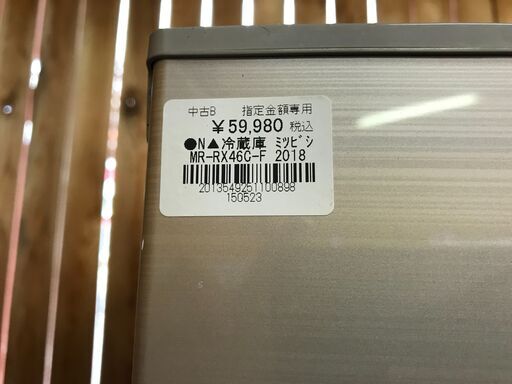 中古B 指定金額専用
¥59,980 税込
●N▲冷蔵庫 ﾐﾂﾋﾞｼ
MR-RX46C-F 2018
2013549251100898
150523